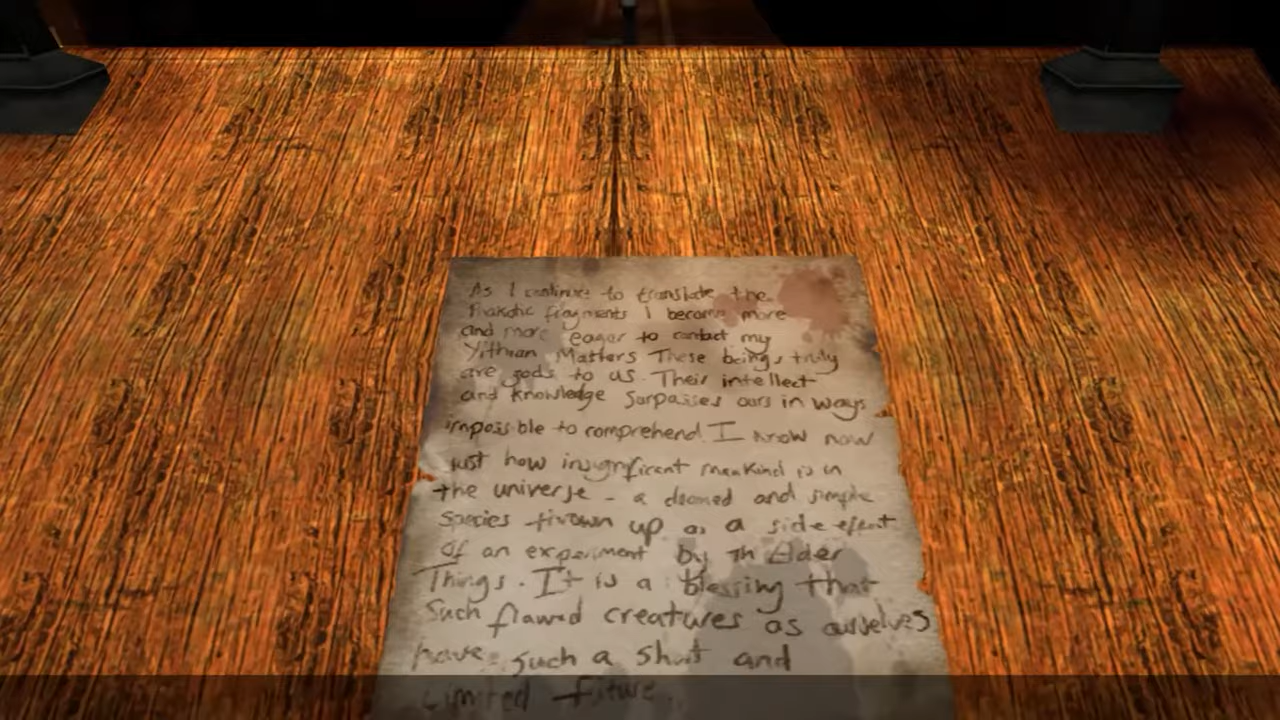 As I continue to translate the
fragments I become more
and more eager to contact my
Yithian Masters These beings truly
are gods to us. Their intellect
and knowledge surpasses ours in ways
impossible to comprehend I know now
just how insignificant mankind is in
the universe - a doomed and simple
species thrown up as a side effect
of an experiment by the Elder
Things. It is a blessing that
such flawed creatures as ourselves
have such a short and
Limited future.